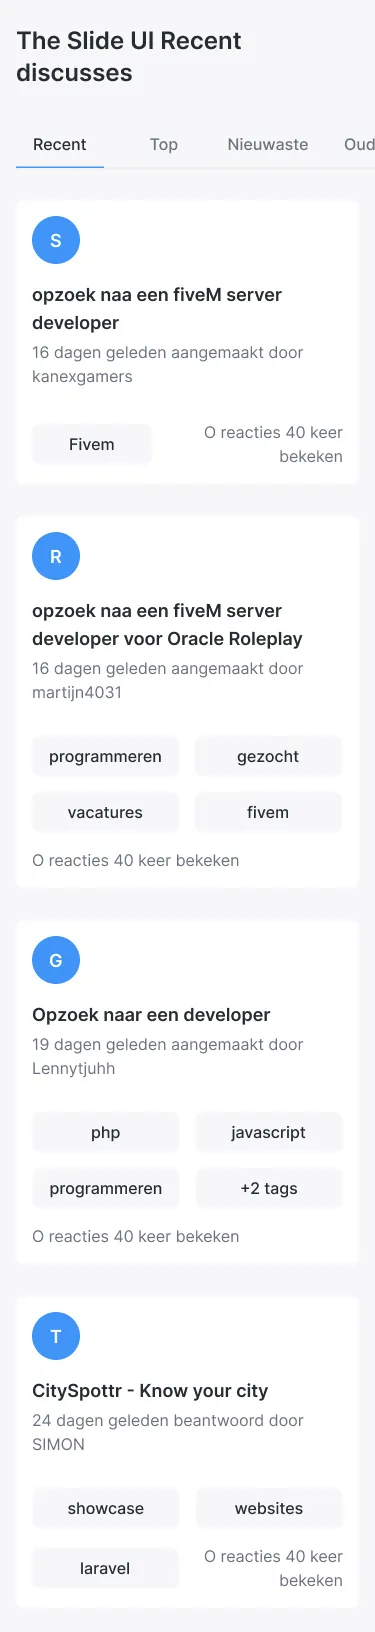 The Slide UI Recent
discusses
Recent Top Nieuwaste Oud
S
opzoek naa een fiveM server
developer
16 dagen geleden aangemaakt door
kanexgamers
Fivem
O reacties 40 keer
bekeken
R
opzoek naa een fiveM server
developer voor Oracle Roleplay
16 dagen geleden aangemaakt door
martijn4031
programmeren gezocht
vacatures fivem
O reacties 40 keer bekeken
G
Opzoek naar een developer
19 dagen geleden aangemaakt door
Lennytjuhh
php javascript
programmeren +2 tags
O reacties 40 keer bekeken
T
CitySpottr - Know your city
24 dagen geleden beantwoord door
SIMON
showcase websites
laravel
O reacties 40 keer
bekeken